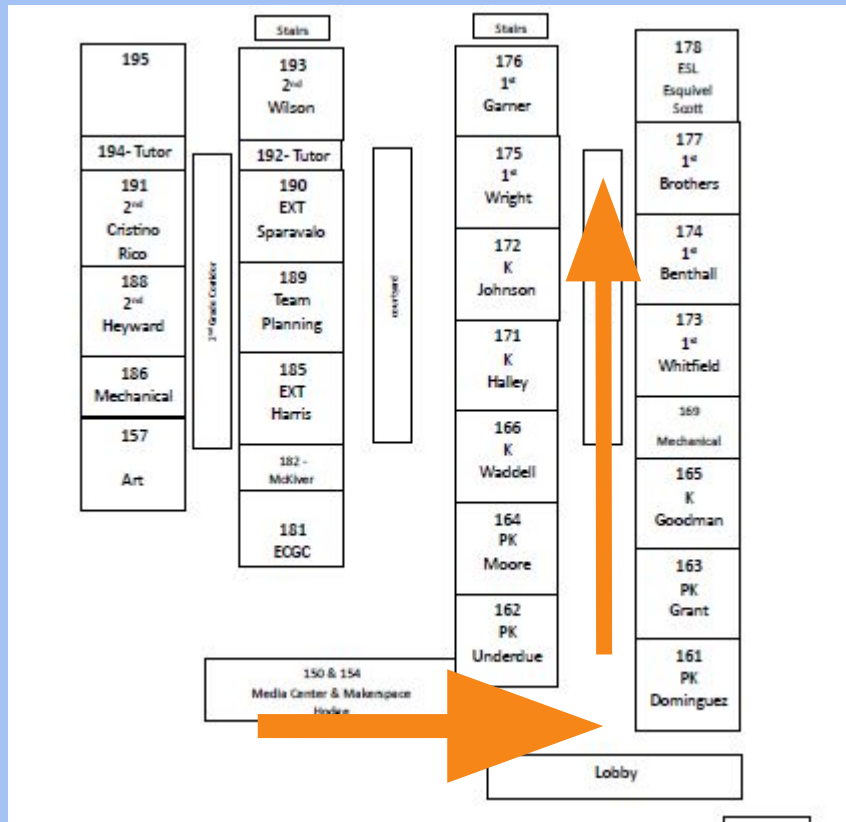 195
194- Tutor
191
2nd
Cristino
Rico
188
2nd
Heyward
186
Mechanical
157
Art
Grade Corridor
Stairs
193
2nd
Wilson
192- Tutor
190
EXT
Sparavalo
189
Team
Planning
185
EXT
Harris
182 -
McKiver
181
ECGC
courtyard
Stairs
176
1st
Garner
175
1st
Wright
172
K
Johnson
171
K
Halley
166
K
Waddell
164
PK
Moore
162
PK
Underdue
178
ESL
Esquivel
Scott
177
1st
Brothers
174
1st
Benthall
173
1st
Whitfield
169
Mechanical
165
K
Goodman
163
PK
Grant
161
PK
Dominguez
150 & 154
Media Center & Makerspace
Lobby